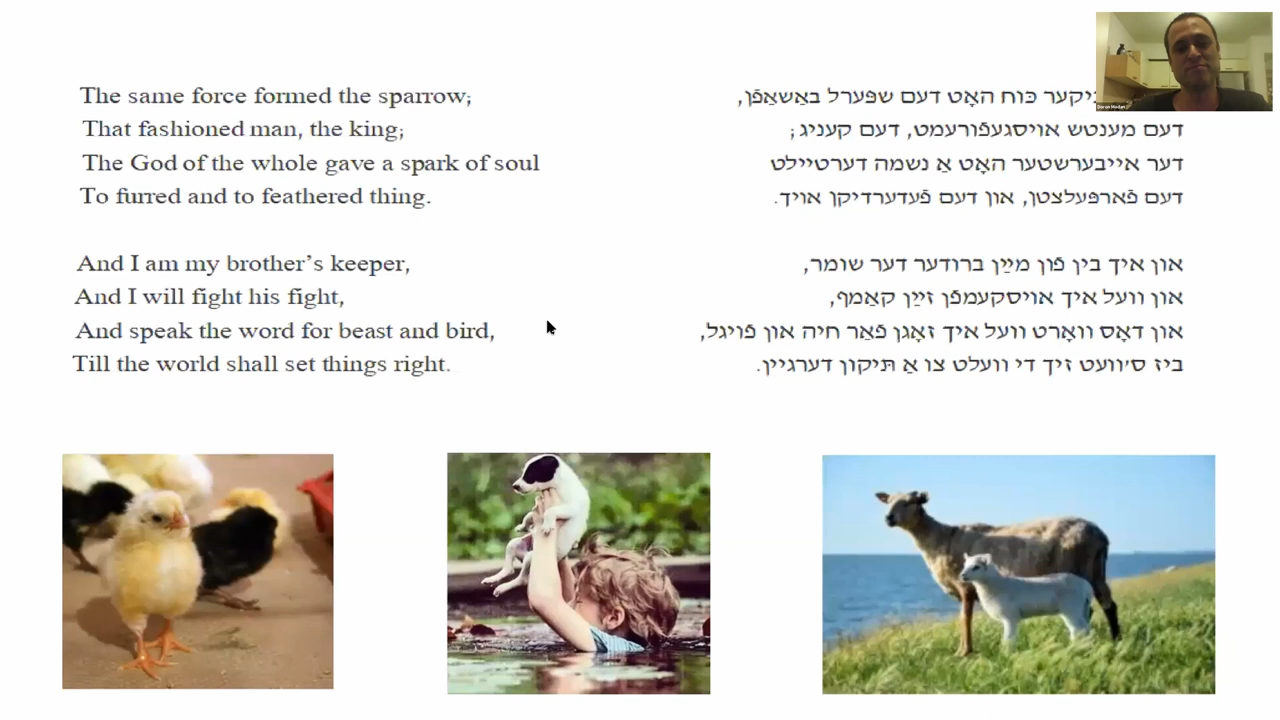 The same force formed the sparrow;
That fashioned man, the king;
The God of the whole gave a spark of soul
To furred and to feathered thing.
And I am my brother’s keeper,
And I will fight his fight,
And speak the word for beast and bird,
Till the world shall set things right.
כּוח האָט דעם שפּערל באַשאַפֿן,
דעם מענטש אויסגעפֿורעמט, דעם קעניג;
דער אייבערשטער האָט אַ נשמה דערטיילט
דעם פֿאַרפּעלצטן, און דעם פֿעדערדיקן אויך.
און איך בין פֿון מײַן ברודער דער שומר,
און וועל איך אויסקעמפֿן זײַן קאַמף,
און דאָס וואָרט וועל איך זאָגן פֿאַר חיה און פֿויגל,
ביז ס׳וועט זיך די וועלט צו אַ תּיקון דערגיין.
Doron Modan